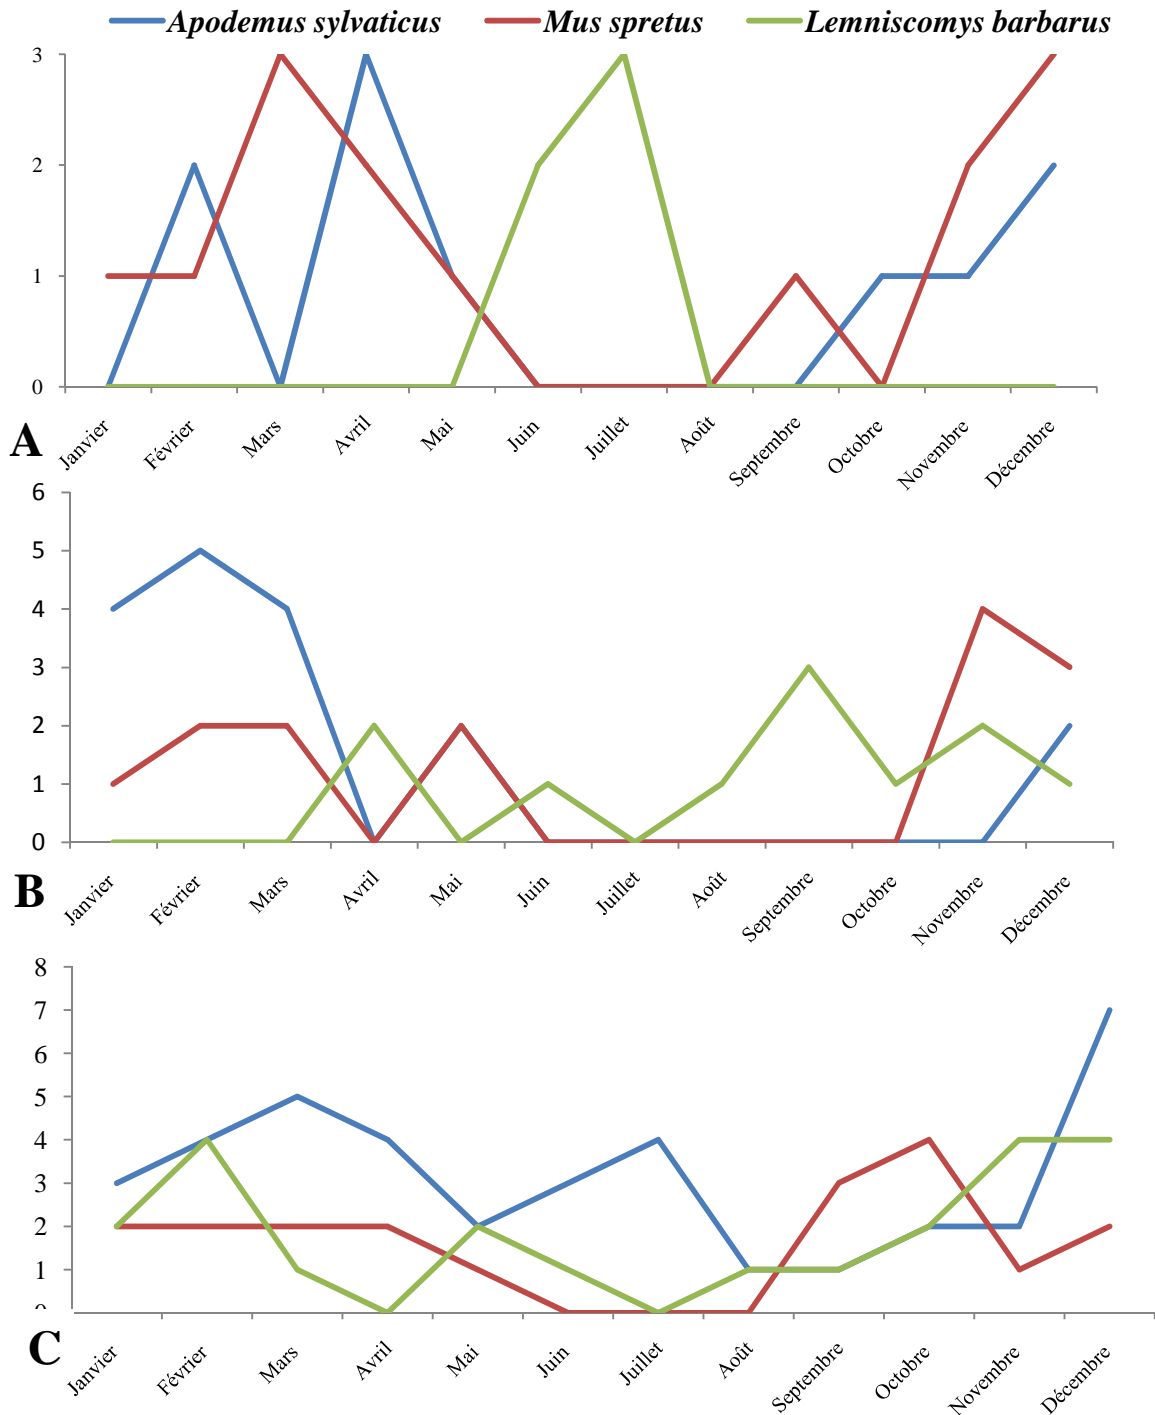 Apodemus sylvaticus Mus spretus Lemniscomys barbarus
3
2
1
0
Janvier Février Mars Avril Mai Juin Juillet Août Septembre Octobre Novembre Décembre
A
6
5
4
3
2
1
0
Janvier Février Mars Avril Mai Juin Juillet Août Septembre Octobre Novembre Décembre
B
8
7
6
5
4
3
2
1
0
Janvier Février Mars Avril Mai Juin Juillet Août Septembre Octobre Novembre Décembre
C